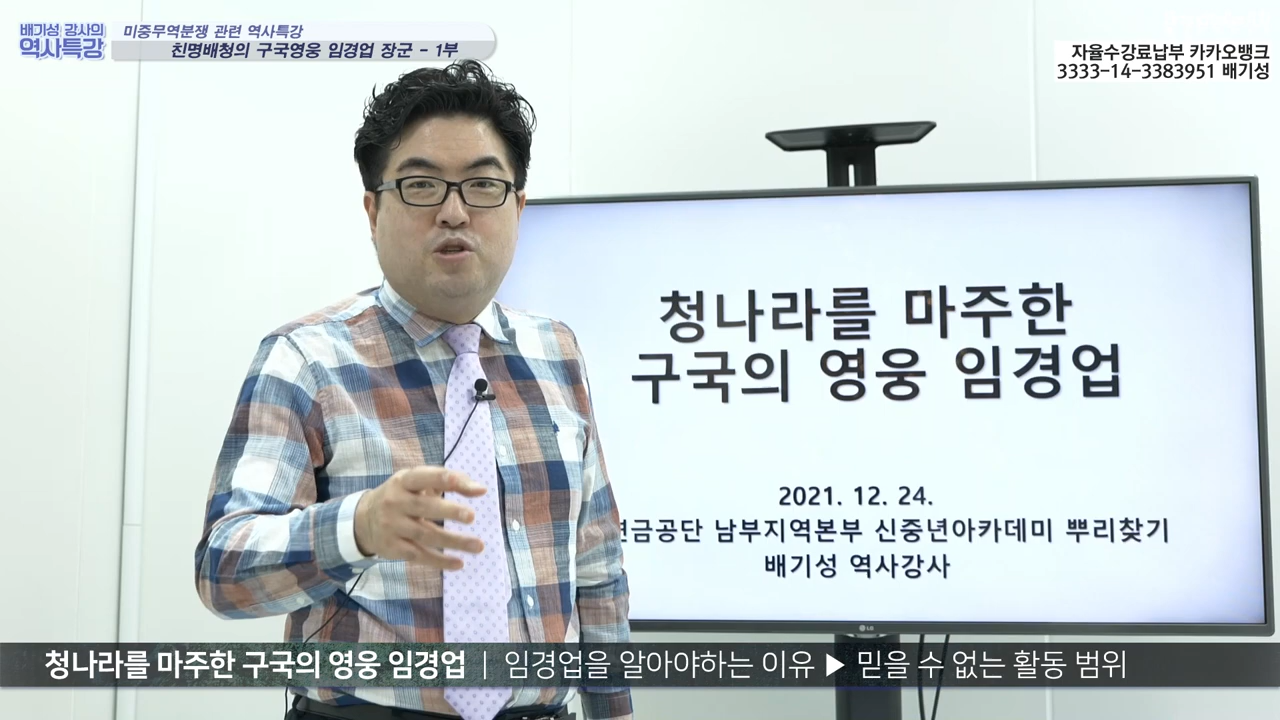 배기성 강사의
역사특강
미중무역분쟁 관련 역사특강
친명배청의 구국영웅 임경업 장군 - 1부
자율수강료납부 카카오뱅크
3333-14-3383951 배기성
청나라를 마주한
구국의 영웅 임경업
2021. 12. 24.
연금공단 남부지역본부 신중년아카데미 뿌리찾기
배기성 역사강사
LG
청나라를 마주한 구국의 영웅 임경업 | 임경업을 알아야하는 이유 ▶ 믿을 수 없는 활동 범위